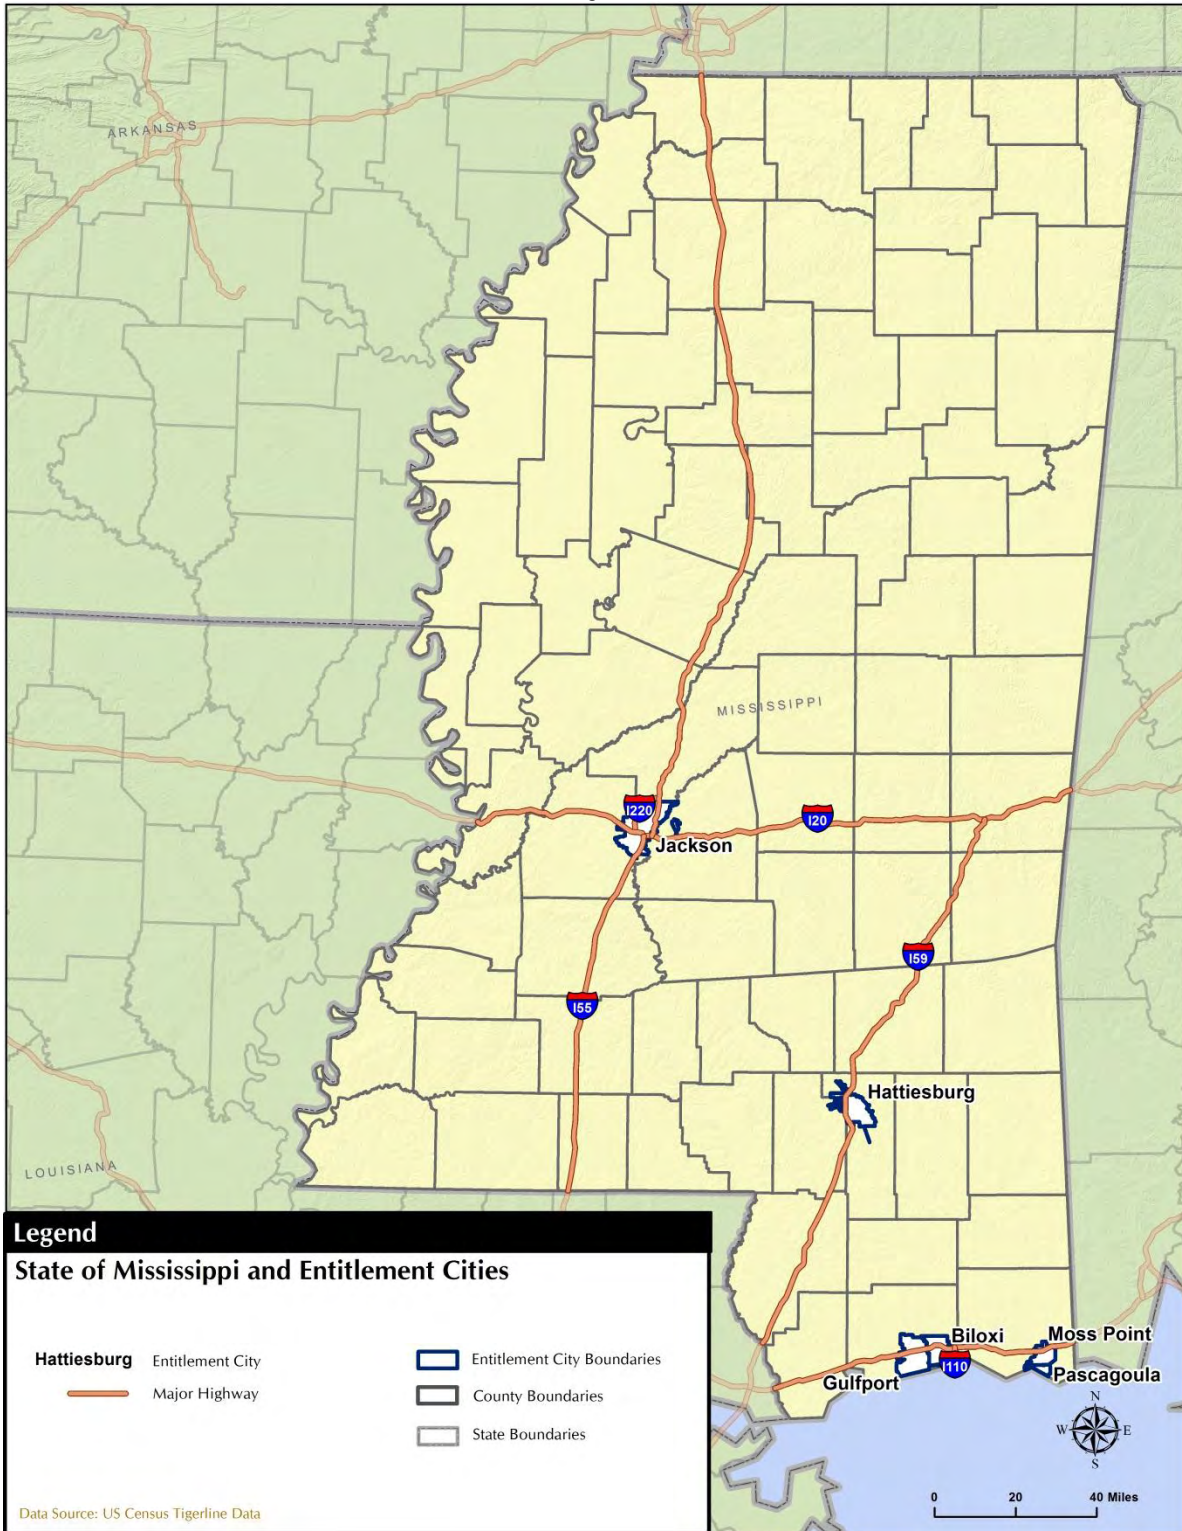 ARKANSAS
MISSISSIPPI
I220
I20
Jackson
I59
I55
Hattiesburg
LOUISIANA
Biloxi
Moss Point
I110
Gulfport
Pascagoula
N
W
E
S
0 20 40 Miles
Legend
State of Mississippi and Entitlement Cities
Hattiesburg Entitlement City
Major Highway
Entitlement City Boundaries
County Boundaries
State Boundaries
Data Source: US Census Tigerline Data